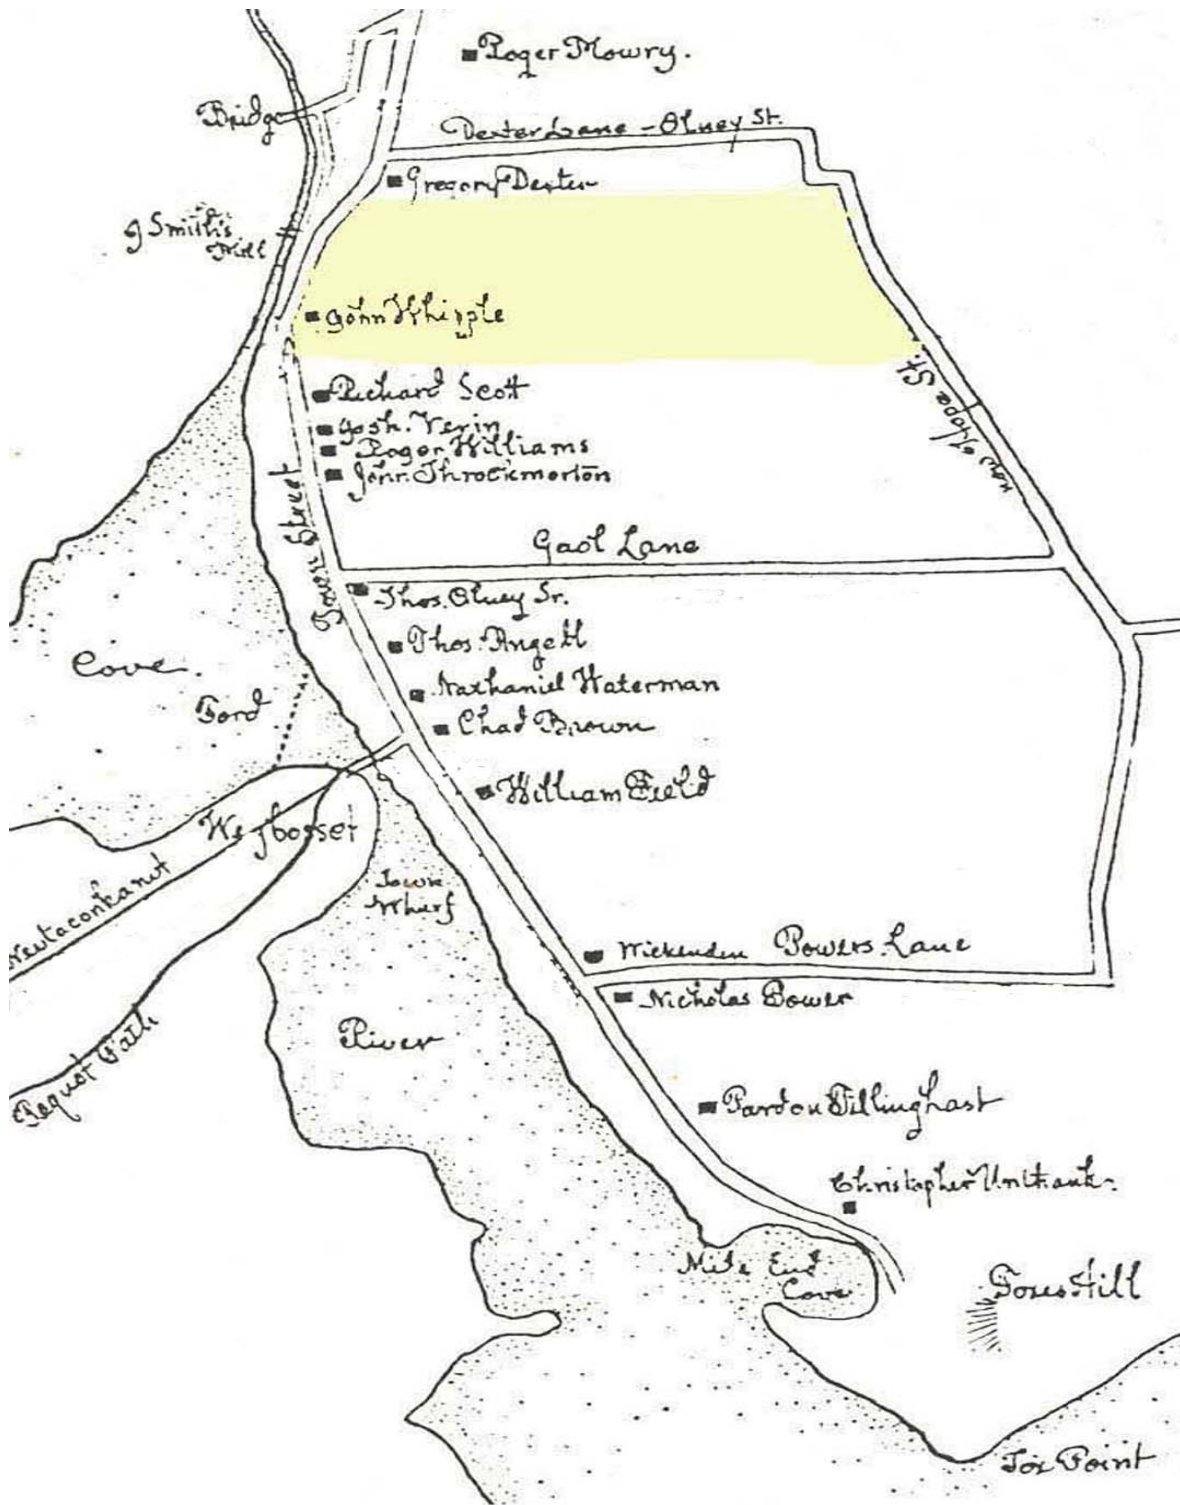 Roger Mowry.
Bridge
Dexter Lane - Olney St.
Gregory Dexter
J Smith's
Mill
John Whipple
Richard Scott
now of Hope St.
Josh. Verin
Roger Williams
John. Throckmorton
Towne Street
Gaol Lane
Thos. Olney Sr.
Thos. Angell
Cove.
Nathaniel Waterman
Ford
Chad Brown
William Field
Town
Wharf
Neutaconkanut
Wickenden
Powers Lane
Nicholas Power
River
Pequot Path
Pardon Tillinghast
Christopher Unthank.
Mile End
Cove
Foxes Hill
Fox Point